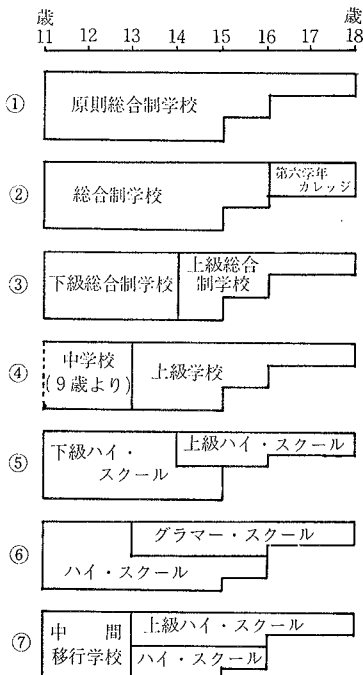 歳 歳
11 12 13 14 15 16 17 18
① 原則総合制学校
② 総合制学校
第六学年
カレッジ
③ 下級総合制学校
上級総合
制学校
④ 中学校
(9歳より)
上級学校
⑤ 下級ハイ・
スクール
上級ハイ・スクール
⑥ グラマー・スクール
ハイ・スクール
⑦ 中間
移行学校
上級ハイ・スクール
ハイ・スクール